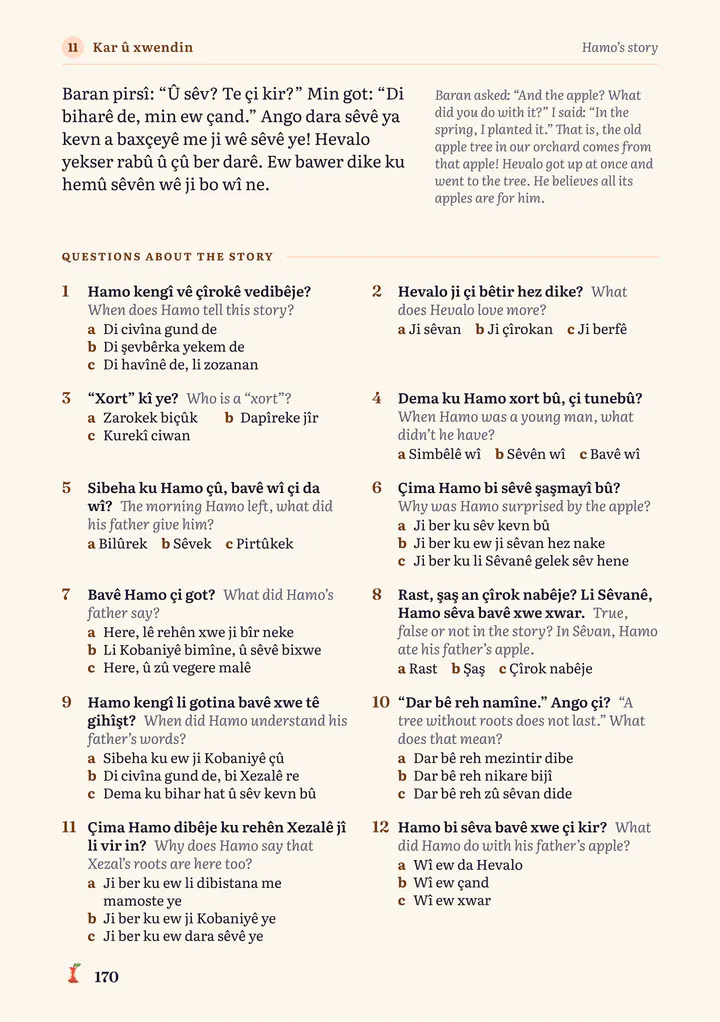 11 Kar û xwendin
Hamo’s story
Baran pirsî: “Û sêv? Te çi kir?” Min got: “Di
biharê de, min ew çand.” Ango dara sêvê ya
kevn a baxçeyê me ji wê sêvê ye! Hevalo
yekser rabû û çû ber darê. Ew bawer dike ku
hemû sêvên wê ji bo wî ne.
Baran asked: “And the apple? What
did you do with it?” I said: “In the
spring, I planted it.” That is, the old
apple tree in our orchard comes from
that apple! Hevalo got up at once and
went to the tree. He believes all its
apples are for him.
QUESTIONS ABOUT THE STORY
1 Hamo kengî vê çîrokê vedibêje?
When does Hamo tell this story?
a Di civîna gund de
b Di şevbêrka yekem de
c Di havînê de, li zozanan
2 Hevalo ji çi bêtir hez dike? What
does Hevalo love more?
a Ji sêvan b Ji çîrokan c Ji berfê
3 “Xort” kî ye? Who is a “xort”?
a Zarokek biçûk b Dapîreke jîr
c Kurekî ciwan
4 Dema ku Hamo xort bû, çi tunebû?
When Hamo was a young man, what
didn’t he have?
a Simbêlê wî b Sêvên wî c Bavê wî
5 Sibeha ku Hamo çû, bavê wî çi da
wî? The morning Hamo left, what did
his father give him?
a Bilûrek b Sêvek c Pirtûkek
6 Çima Hamo bi sêvê şaşmayî bû?
Why was Hamo surprised by the apple?
a Ji ber ku sêv kevn bû
b Ji ber ku ew ji sêvan hez nake
c Ji ber ku li Sêvanê gelek sêv hene
7 Bavê Hamo çi got? What did Hamo’s
father say?
a Here, lê rehên xwe ji bîr neke
b Li Kobaniyê bimîne, û sêvê bixwe
c Here, û zû vegere malê
8 Rast, şaş an çîrok nabêje? Li Sêvanê,
Hamo sêva bavê xwe xwar. True,
false or not in the story? In Sêvan, Hamo
ate his father’s apple.
a Rast b Şaş c Çîrok nabêje
9 Hamo kengî li gotina bavê xwe tê
gihîşt? When did Hamo understand his
father’s words?
a Sibeha ku ew ji Kobaniyê çû
b Di civîna gund de, bi Xezalê re
c Dema ku bihar hat û sêv kevn bû
10 “Dar bê reh namîne.” Ango çi? “A
tree without roots does not last.” What
does that mean?
a Dar bê reh mezintir dibe
b Dar bê reh nikare bijî
c Dar bê reh zû sêvan dide
11 Çima Hamo dibêje ku rehên Xezalê jî
li vir in? Why does Hamo say that
Xezal’s roots are here too?
a Ji ber ku ew li dibistana me
mamoste ye
b Ji ber ku ew ji Kobaniyê ye
c Ji ber ku ew dara sêvê ye
12 Hamo bi sêva bavê xwe çi kir? What
did Hamo do with his father’s apple?
a Wî ew da Hevalo
b Wî ew çand
c Wî ew xwar
170